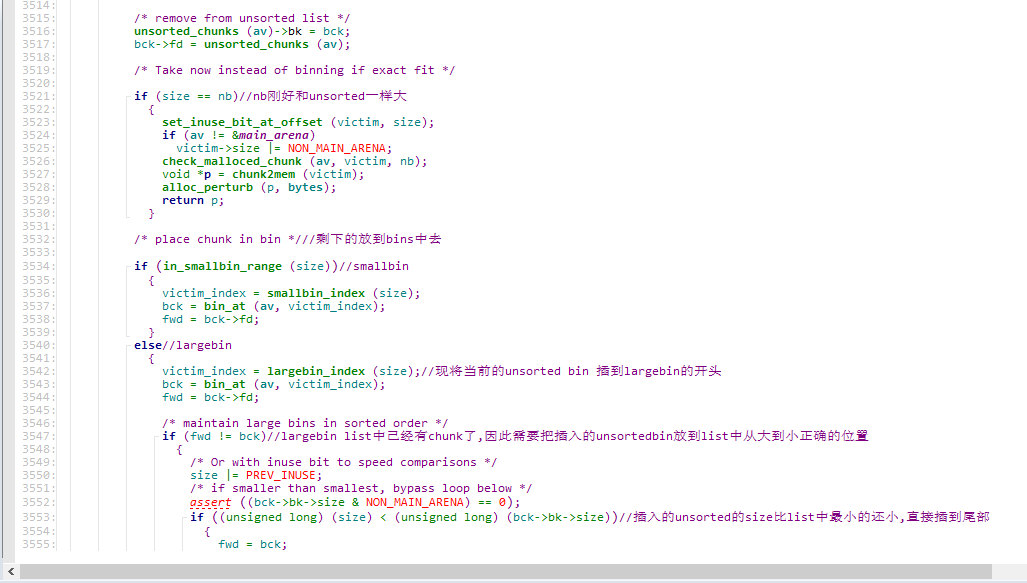 3514:
3515: /* remove from unsorted list */
3516: unsorted_chunks (av)->bk = bck;
3517: bck->fd = unsorted_chunks (av);
3518:
3519: /* Take now instead of binning if exact fit */
3520:
3521: if (size == nb)//nb刚好和unsorted一样大
3522: {
3523: set_inuse_bit_at_offset (victim, size);
3524: if (av != &main_arena)
3525: victim->size |= NON_MAIN_ARENA;
3526: check_malloced_chunk (av, victim, nb);
3527: void *p = chunk2mem (victim);
3528: alloc_perturb (p, bytes);
3529: return p;
3530: }
3531:
3532: /* place chunk in bin *///剩下的放到bins中去
3533:
3534: if (in_smallbin_range (size))//smallbin
3535: {
3536: victim_index = smallbin_index (size);
3537: bck = bin_at (av, victim_index);
3538: fwd = bck->fd;
3539: }
3540: else//largebin
3541: {
3542: victim_index = largebin_index (size);//现将当前的unsorted bin 插到largebin的开头
3543: bck = bin_at (av, victim_index);
3544: fwd = bck->fd;
3545:
3546: /* maintain large bins in sorted order */
3547: if (fwd != bck)//largebin list中已经有chunk了,因此需要把插入的unsortedbin放到list中从大到小正确的位置
3548: {
3549: /* Or with inuse bit to speed comparisons */
3550: size |= PREV_INUSE;
3551: /* if smaller than smallest, bypass loop below */
3552: assert ((bck->bk->size & NON_MAIN_ARENA) == 0);
3553: if ((unsigned long) (size) < (unsigned long) (bck->bk->size))//插入的unsorted的size比list中最小的还小,直接插到尾部
3554: {
3555: fwd = bck;